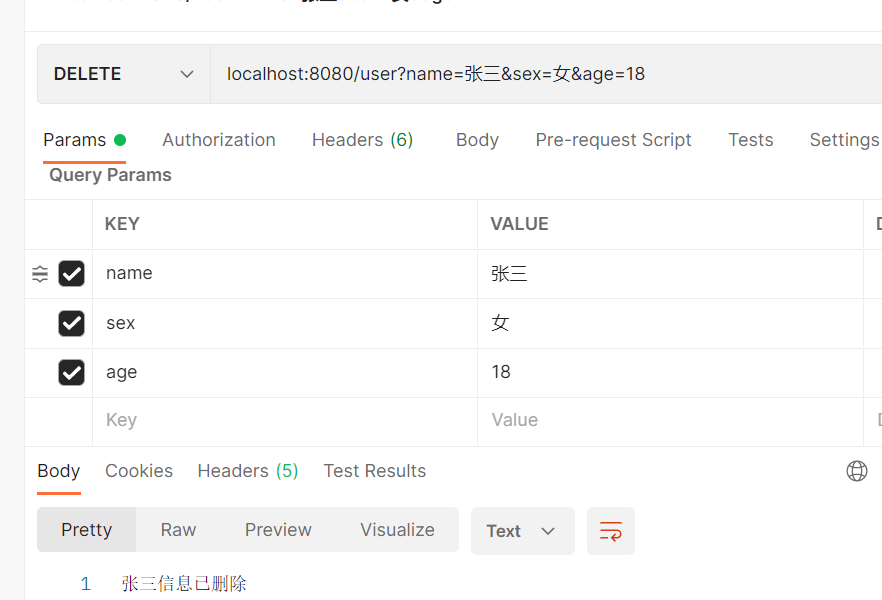 DELETE localhost:8080/user?name=张三&sex=女&age=18
Params Authorization Headers (6) Body Pre-request Script Tests Settings
Query Params
KEY VALUE
name 张三
sex 女
age 18
Key Value
Body Cookies Headers (5) Test Results
Pretty Raw Preview Visualize Text
1 张三信息已删除